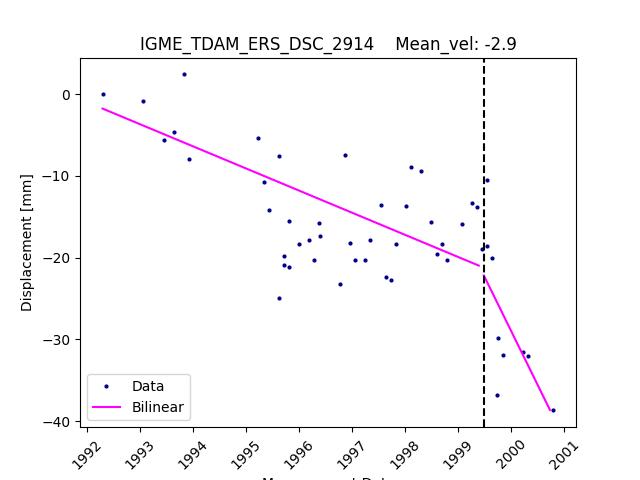 IGME_TDAM_ERS_DSC_2914 Mean_vel: -2.9
Displacement [mm]
0
−10
−20
−30
−40
Data
Bilinear
1992 1993 1994 1995 1996 1997 1998 1999 2000 2001